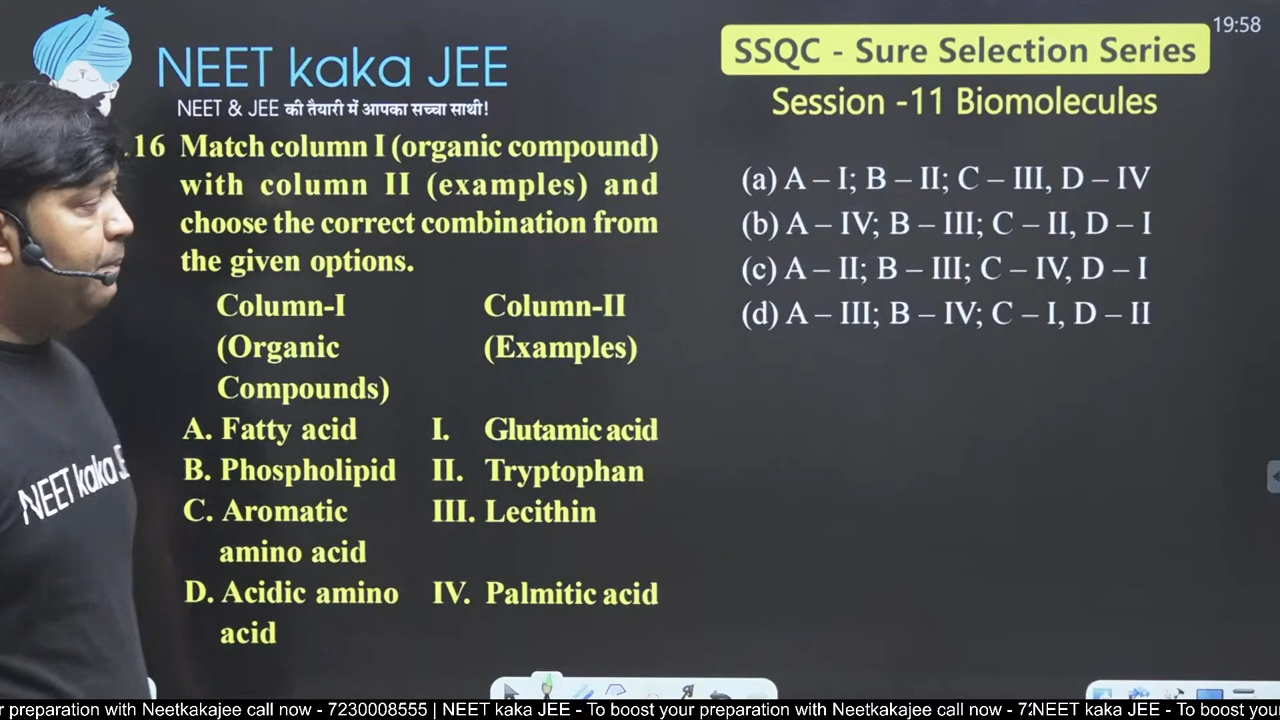 19:58
NEET kaka JEE
NEET & JEE की तैयारी में आपका सच्चा साथी!
SSQC - Sure Selection Series
Session -11 Biomolecules
.16 Match column I (organic compound)
with column II (examples) and
choose the correct combination from
the given options.
Column-I Column-II
(Organic (Examples)
Compounds)
A. Fatty acid I. Glutamic acid
B. Phospholipid II. Tryptophan
C. Aromatic III. Lecithin
amino acid
D. Acidic amino IV. Palmitic acid
acid
(a) A – I; B – II; C – III, D – IV
(b) A – IV; B – III; C – II, D – I
(c) A – II; B – III; C – IV, D – I
(d) A – III; B – IV; C – I, D – II
NEET kaka JE
r preparation with Neetkakajee call now - 7230008555 | NEET kaka JEE - To boost your preparation with Neetkakajee call now - 72NEET kaka JEE - To boost your